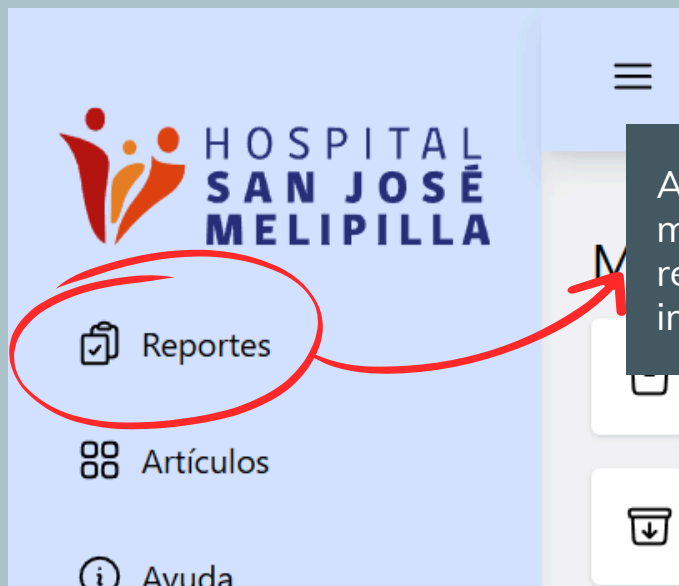 HOSPITAL
SAN JOSÉ
MELIPILLA
Reportes
Artículos
Ayuda